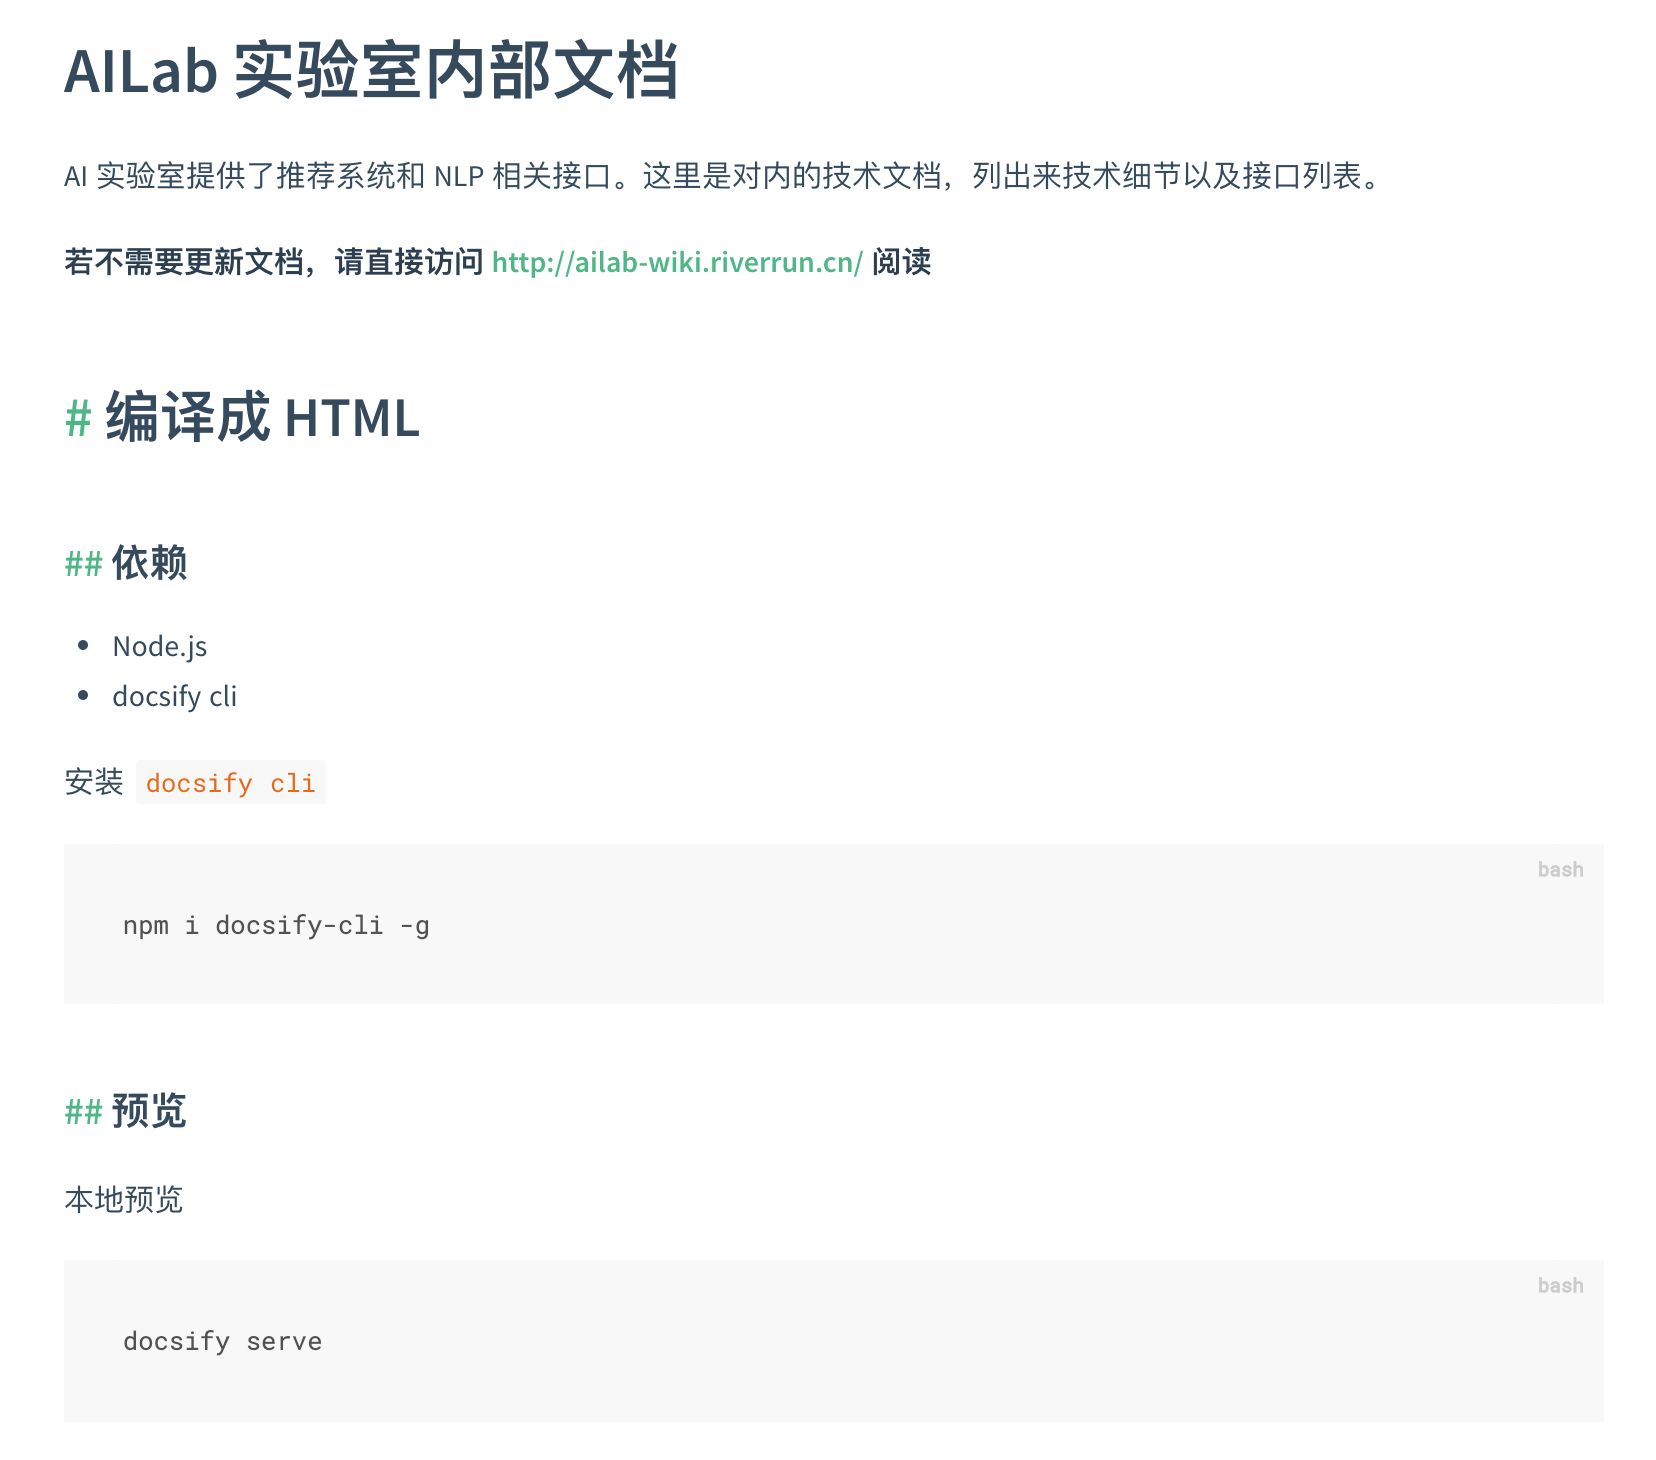 AILab 实验室内部文档
AI 实验室提供了推荐系统和 NLP 相关接口。这里是对内的技术文档，列出来技术细节以及接口列表。
若不需要更新文档，请直接访问 http://ailab-wiki.riverrun.cn/ 阅读
# 编译成 HTML
## 依赖
• Node.js
• docsify cli
安装 docsify cli
bash
npm i docsify-cli -g
## 预览
本地预览
bash
docsify serve